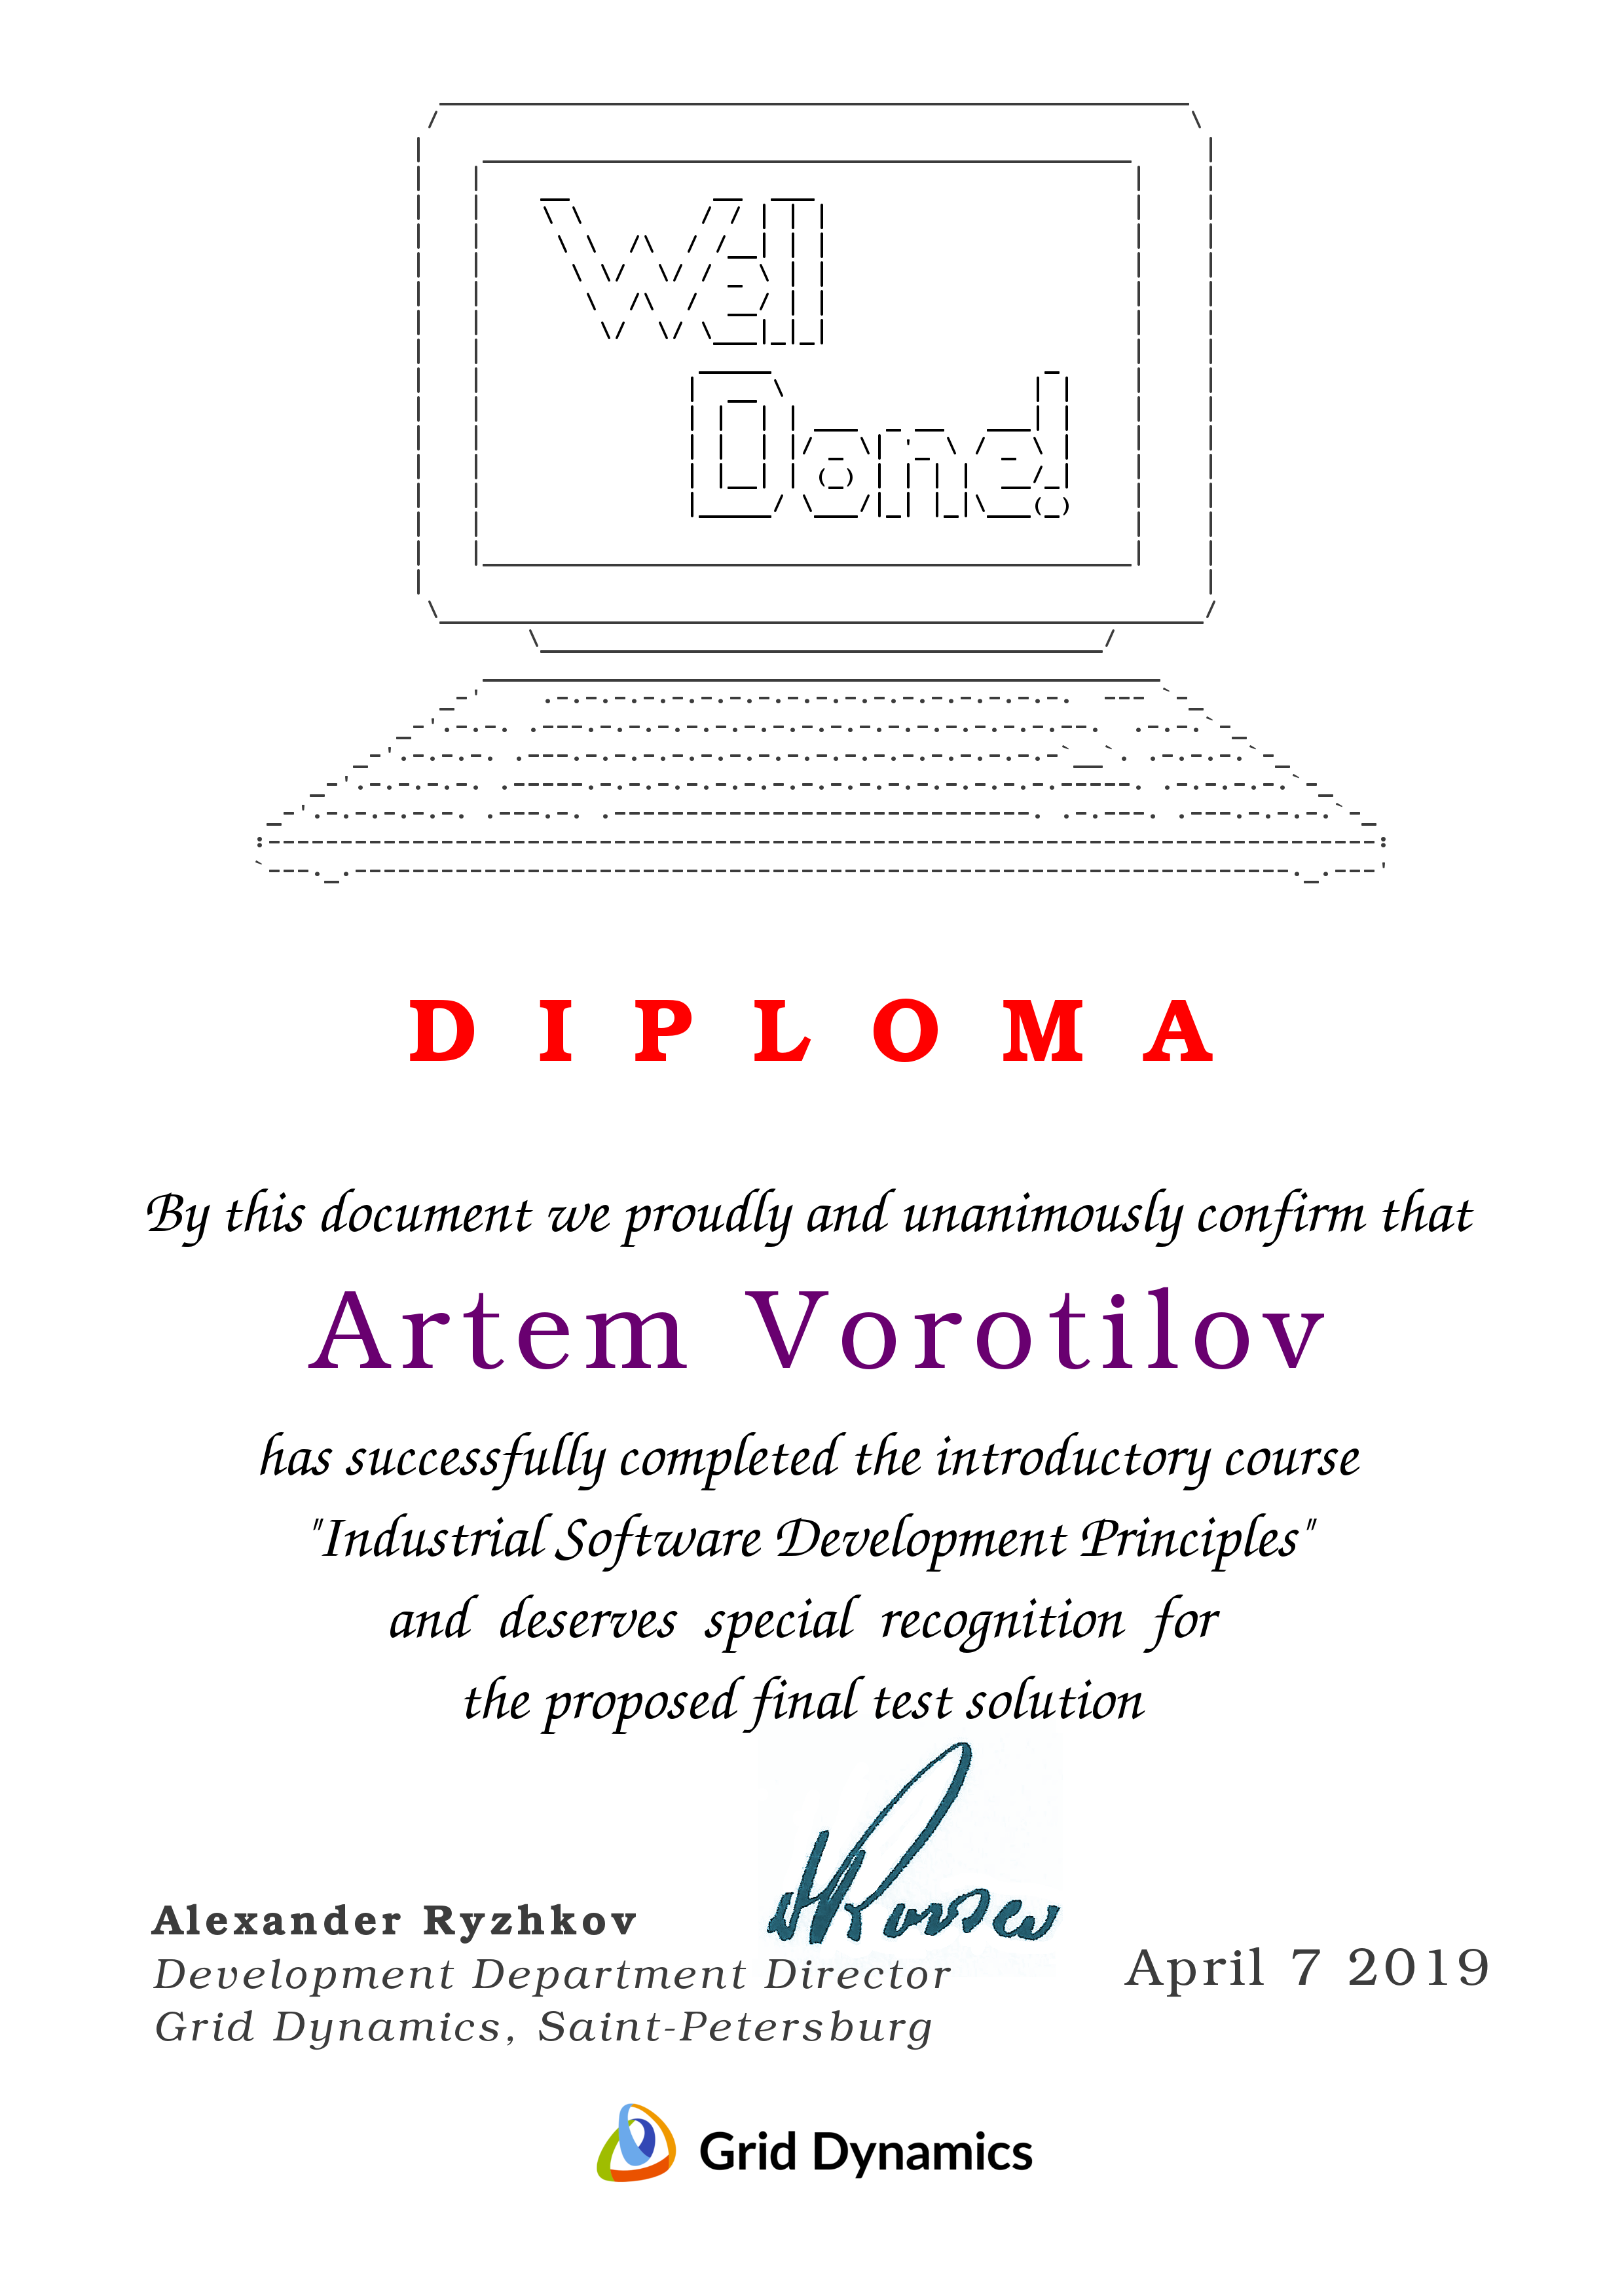 Well
Done!
DIPLOMA
By this document we proudly and unanimously confirm that
Artem Vorotilov
has successfully completed the introductory course
"Industrial Software Development Principles"
and deserves special recognition for
the proposed final test solution
Alexander Ryzhkov
Development Department Director
Grid Dynamics, Saint-Petersburg
April 7 2019
Grid Dynamics